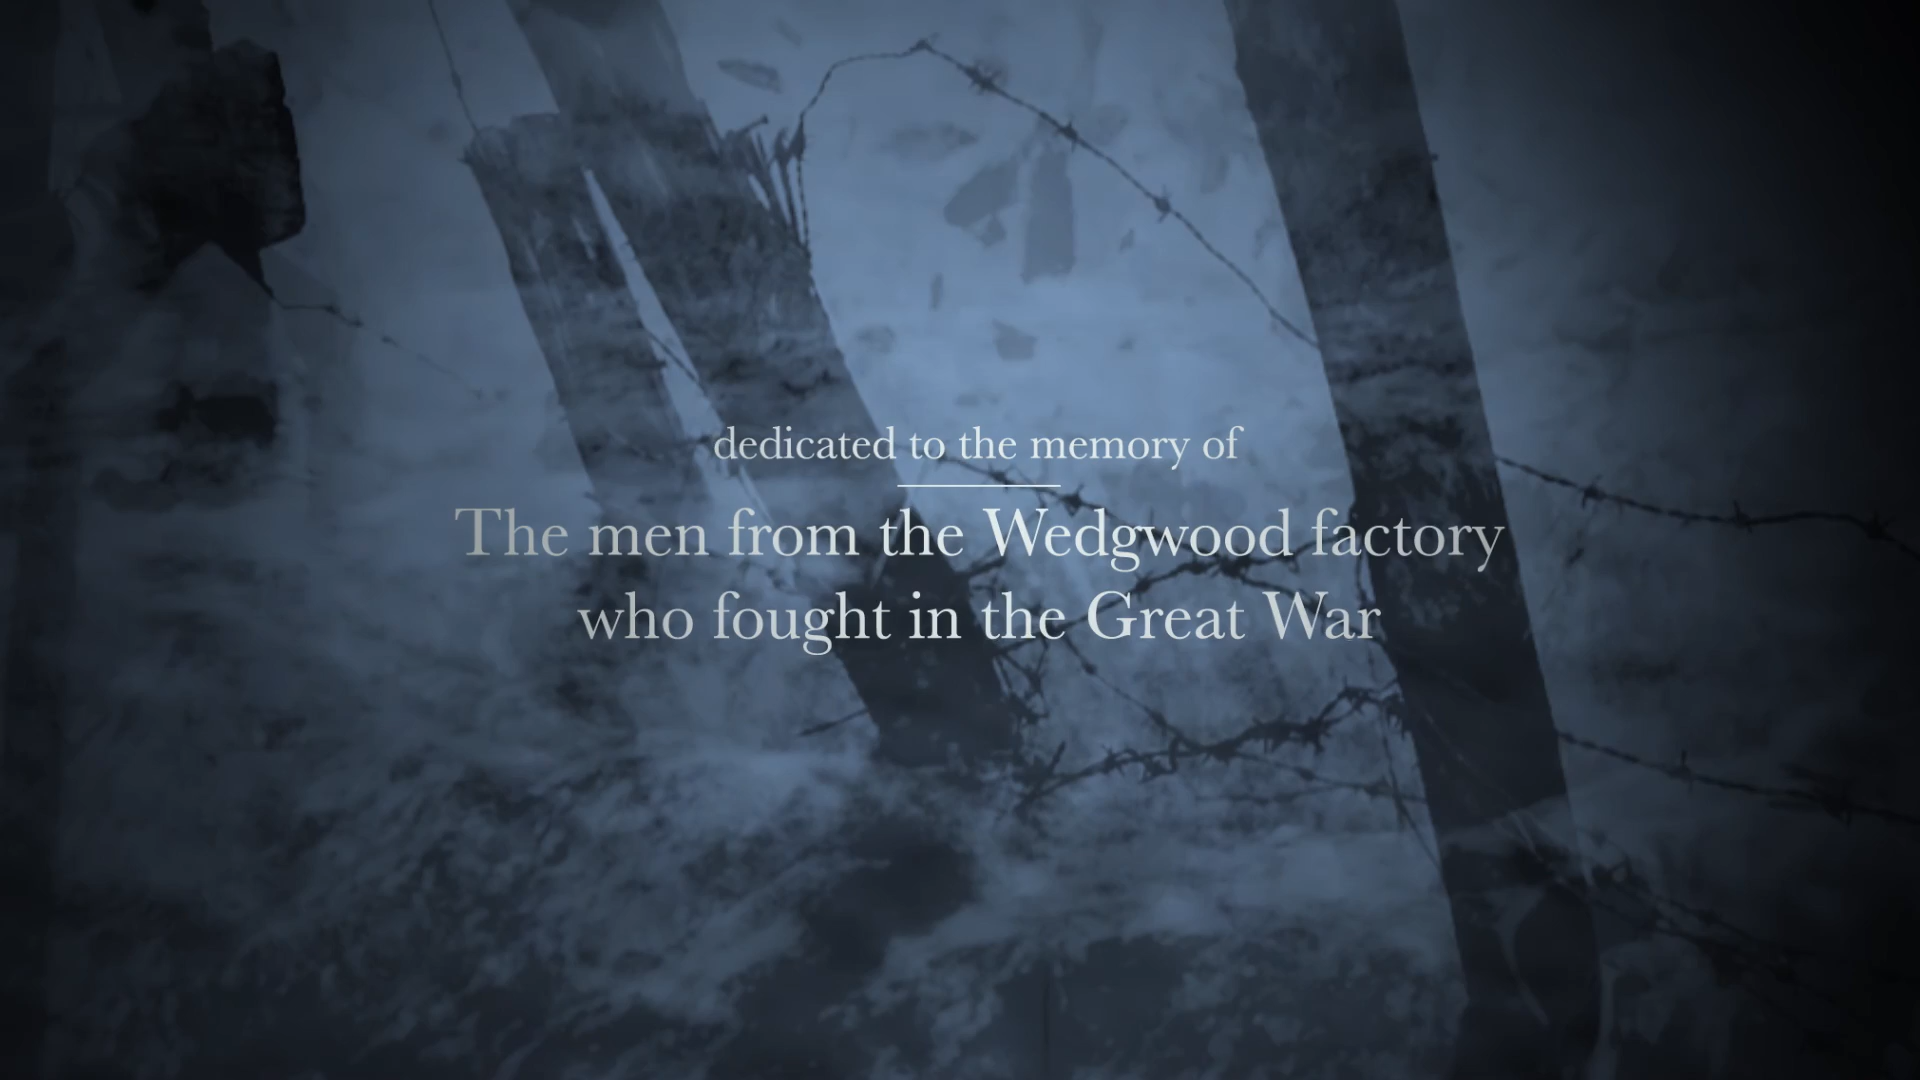 dedicated to the memory of
The men from the Wedgwood factory
who fought in the Great War